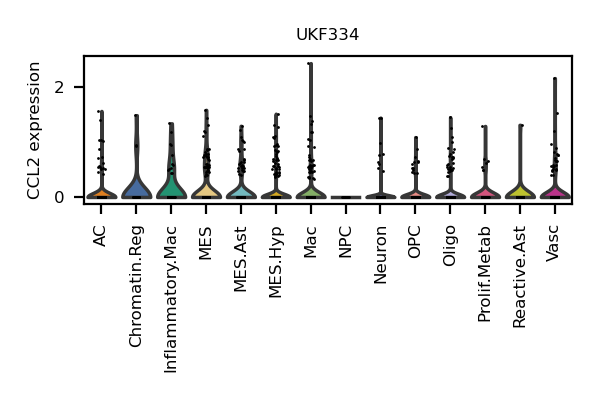 UKF334
CCL2 expression
2
0
AC
Chromatin.Reg
Inflammatory.Mac
MES
MES.Ast
MES.Hyp
Mac
NPC
Neuron
OPC
Oligo
Prolif.Metab
Reactive.Ast
Vasc